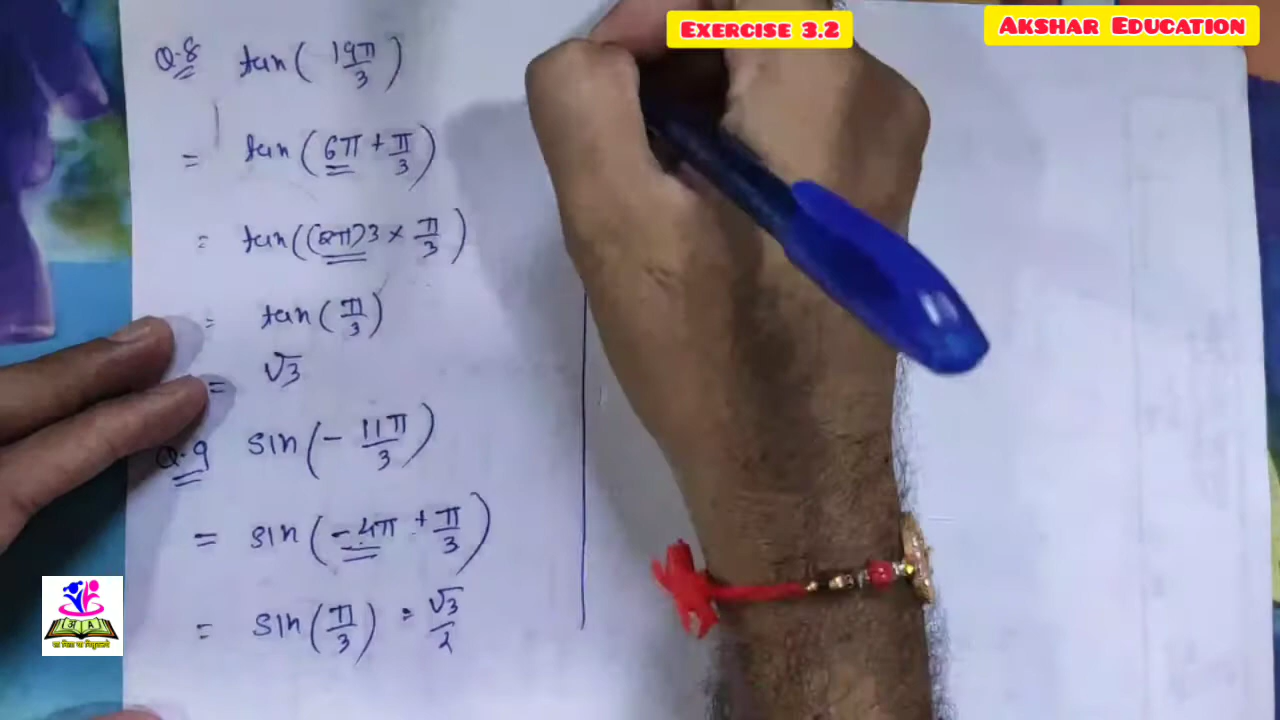 Exercise 3.2
Akshar Education
Q.8 tan(19π/3)
= tan(6π + π/3)
= tan((2π)3 × π/3)
= tan(π/3)
= √3
Q.9 sin(- 11π/3)
= sin(-4π + π/3)
= sin(π/3) = √3/2